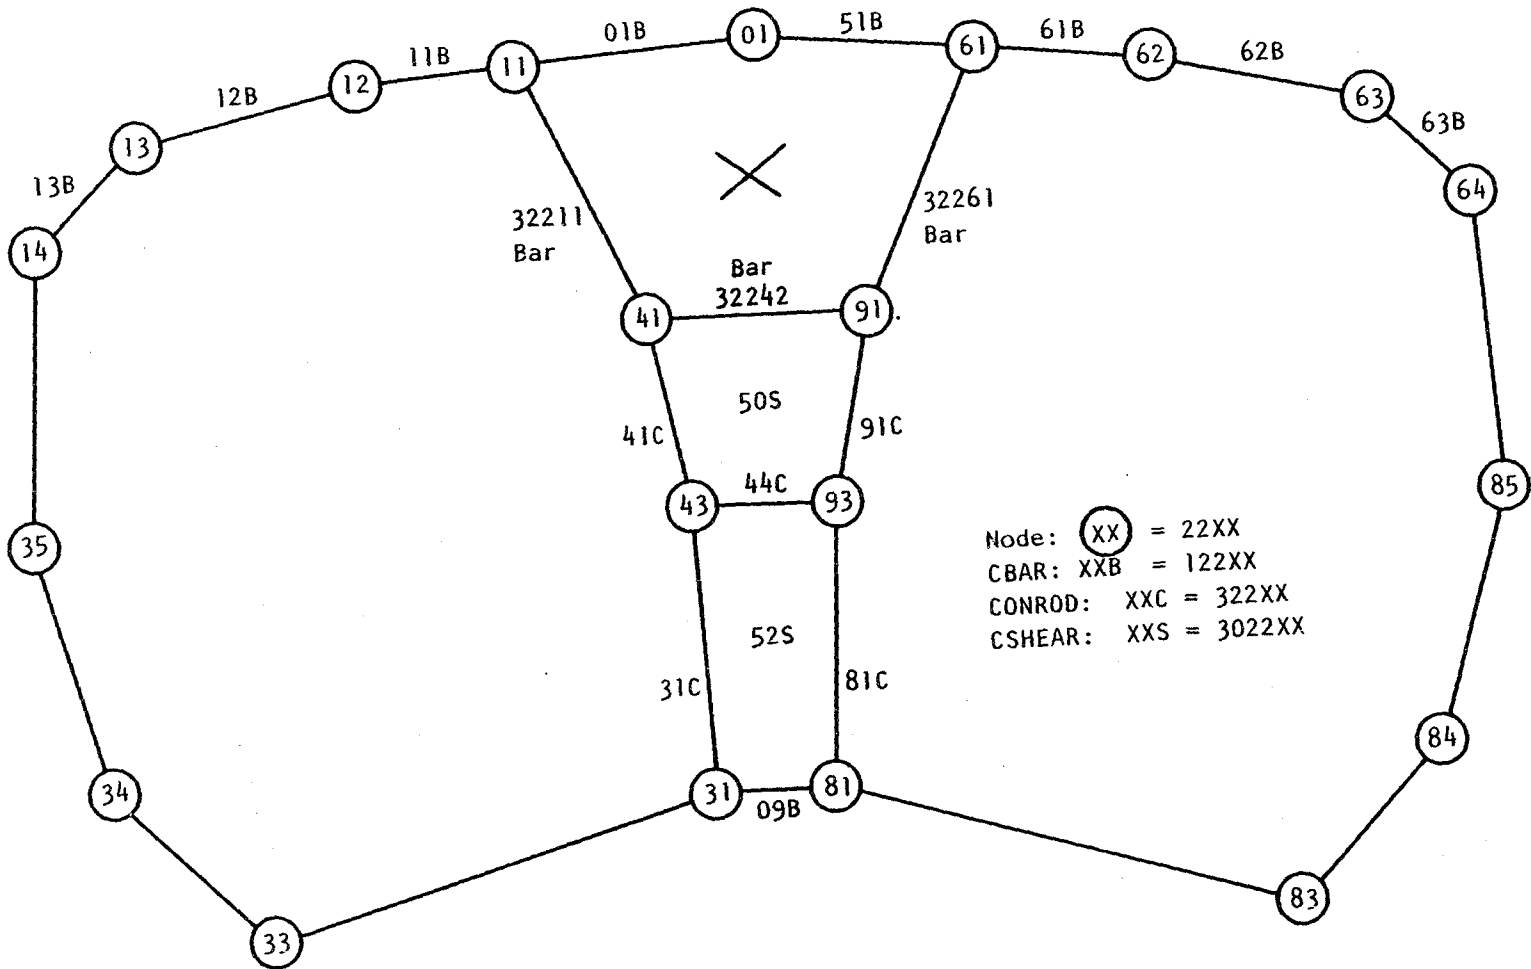 01B
01
51B
61
61B
62
62B
63
63B
64
11B
11
12
12B
13
13B
14
32211
Bar
32261
Bar
Bar
32242
41
91
50S
41C
91C
44C
43
93
85
35
Node: XX = 22XX
CBAR: XXB = 122XX
CONROD: XXC = 322XX
CSHEAR: XXS = 3022XX
52S
31C
81C
84
34
31
81
09B
83
33